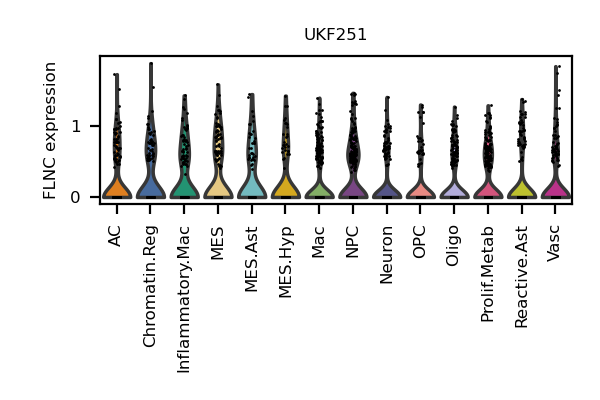 UKF251
FLNC expression
1
0
AC
Chromatin.Reg
Inflammatory.Mac
MES
MES.Ast
MES.Hyp
Mac
NPC
Neuron
OPC
Oligo
Prolif.Metab
Reactive.Ast
Vasc